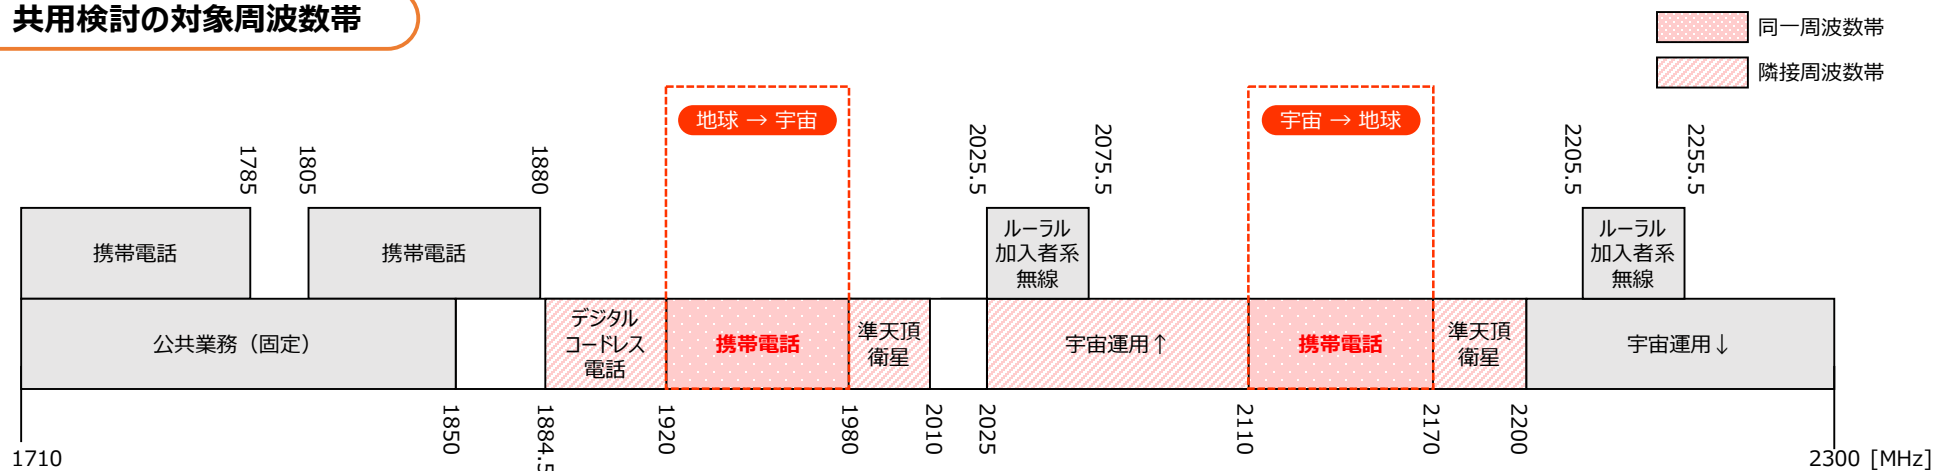 共用検討の対象周波数帯
同一周波数帯
隣接周波数帯
地球 → 宇宙
宇宙 → 地球
1785
1805
1880
2025.5
2075.5
2205.5
2255.5
携帯電話
携帯電話
ルーラル
加入者系
無線
ルーラル
加入者系
無線
公共業務（固定）
デジタル
コードレス
電話
携帯電話
準天頂
衛星
宇宙運用↑
携帯電話
準天頂
衛星
宇宙運用↓
1710
1850
1884.5
1920
1980
2010
2025
2110
2170
2200
2300 [MHz]